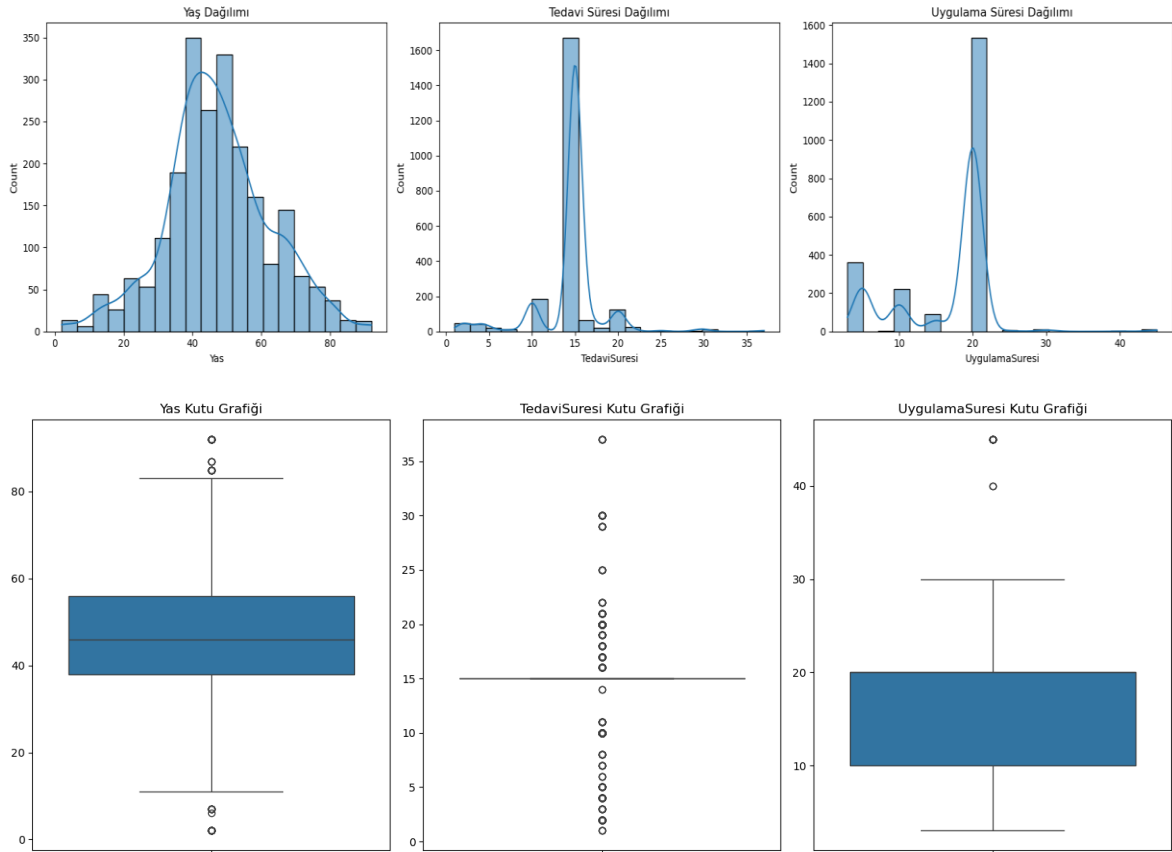 Yaş Dağılımı
350
300
250
200
150
100
50
0
Count
0 20 40 60 80
Yas
Tedavi Süresi Dağılımı
1600
1400
1200
1000
800
600
400
200
0
Count
0 5 10 15 20 25 30 35
TedaviSuresi
Uygulama Süresi Dağılımı
1600
1400
1200
1000
800
600
400
200
0
Count
10 20 30 40
UygulamaSuresi
Yas Kutu Grafiği
80
60
40
20
0
TedaviSuresi Kutu Grafiği
35
30
25
20
15
10
5
0
UygulamaSuresi Kutu Grafiği
40
30
20
10